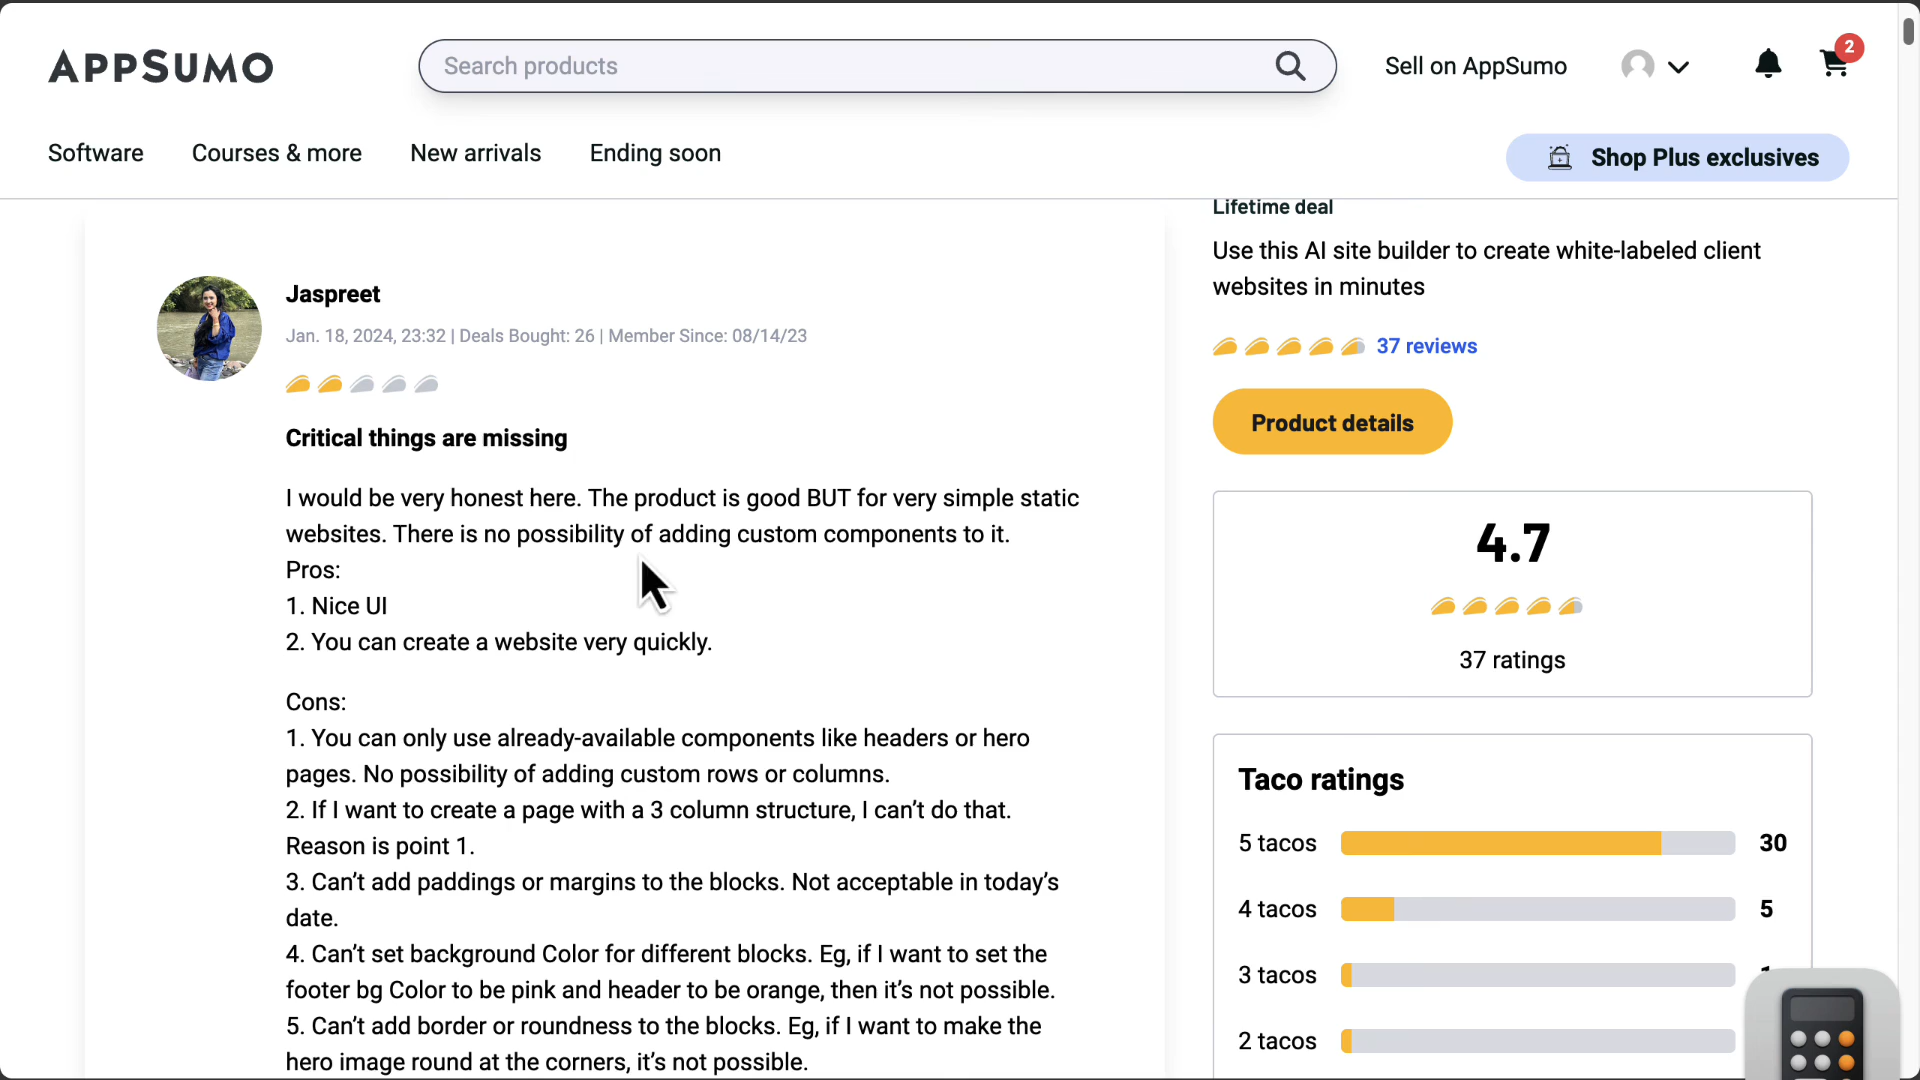 APPSUMO
Search products
Sell on AppSumo
2
Software
Courses & more
New arrivals
Ending soon
Shop Plus exclusives
Jaspreet
Jan. 18, 2024, 23:32 | Deals Bought: 26 | Member Since: 08/14/23
Critical things are missing
I would be very honest here. The product is good BUT for very simple static
websites. There is no possibility of adding custom components to it.
Pros:
1. Nice UI
2. You can create a website very quickly.
Cons:
1. You can only use already-available components like headers or hero
pages. No possibility of adding custom rows or columns.
2. If I want to create a page with a 3 column structure, I can't do that.
Reason is point 1.
3. Can't add paddings or margins to the blocks. Not acceptable in today's
date.
4. Can't set background Color for different blocks. Eg, if I want to set the
footer bg Color to be pink and header to be orange, then it's not possible.
5. Can't add border or roundness to the blocks. Eg, if I want to make the
hero image round at the corners, it's not possible.
Lifetime deal
Use this AI site builder to create white-labeled client
websites in minutes
37 reviews
Product details
4.7
37 ratings
Taco ratings
5 tacos 30
4 tacos 5
3 tacos
2 tacos